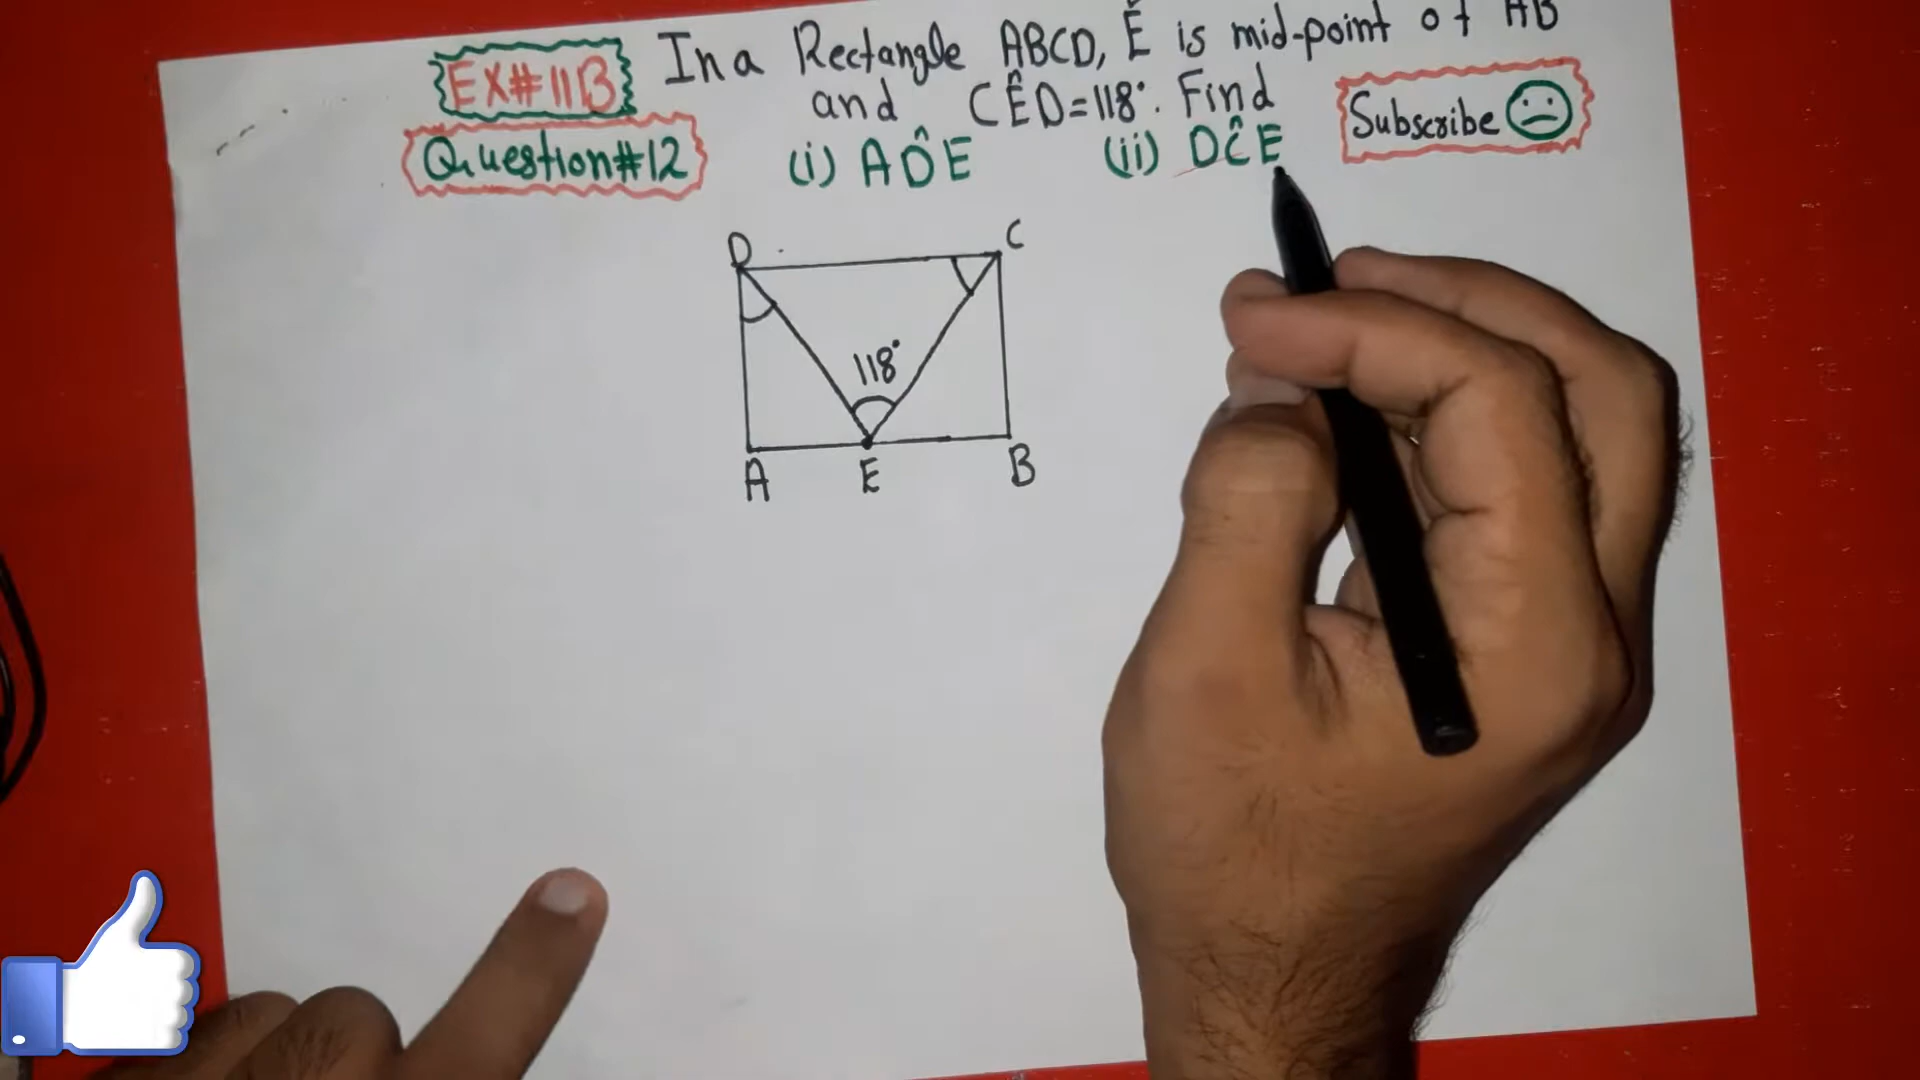 EX#11B
In a Rectangle ABCD, Ê is mid-point of AB
and CÊD=118°. Find
Question#12
(i) AD̂E (ii) DĈE
Subscribe
D C
118°
A E B